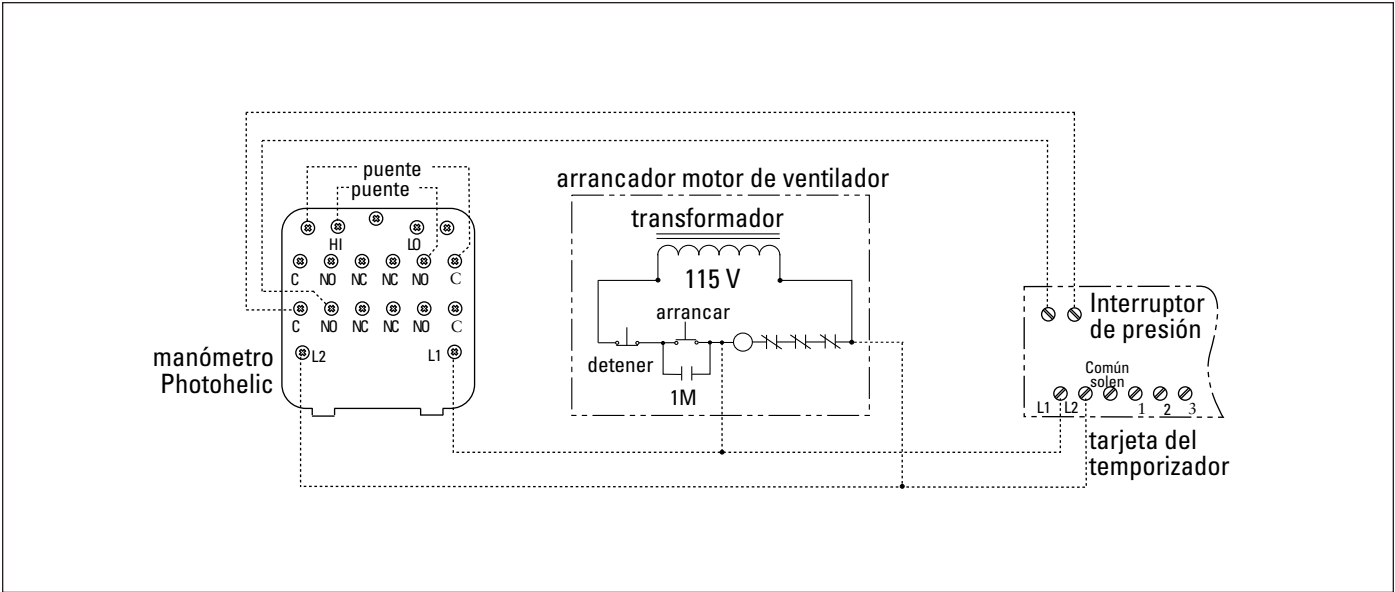 puente
puente
HI LO
C NO NC NC NO C
C NO NC NC NO C
L2 L1
manómetro
Photohelic
arrancador motor de ventilador
transformador
115 V
arrancar
detener
1M
Interruptor
de presión
Común
solen
L1 L2 1 2 3
tarjeta del
temporizador